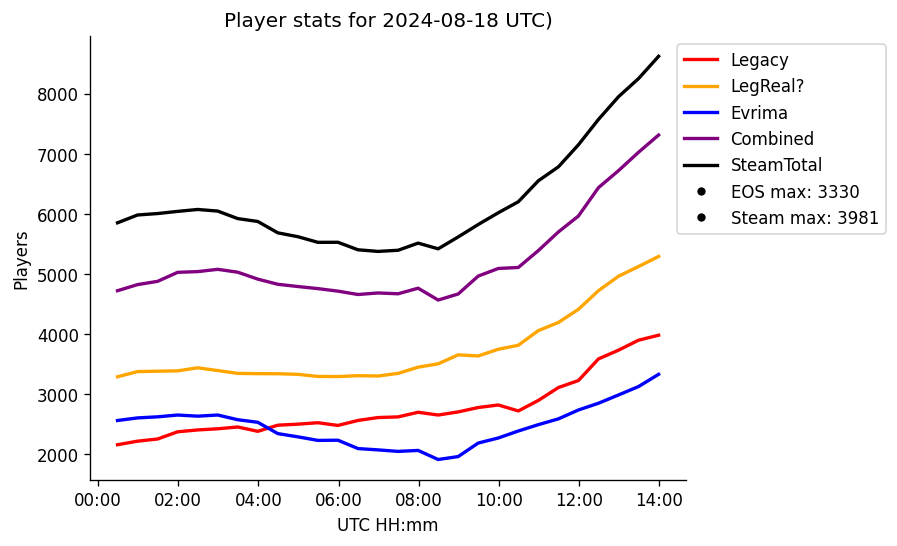 Player stats for 2024-08-18 UTC)
Legacy
LegReal?
Evrima
Combined
SteamTotal
EOS max: 3330
Steam max: 3981
8000
7000
6000
5000
4000
3000
2000
Players
00:00 02:00 04:00 06:00 08:00 10:00 12:00 14:00
UTC HH:mm